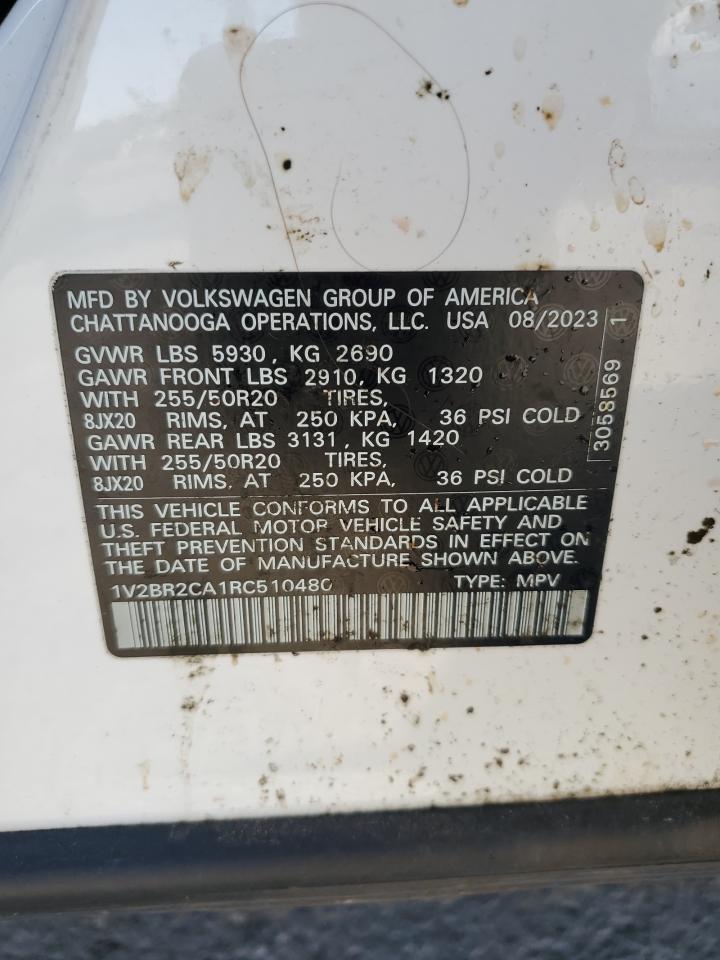 MFD BY VOLKSWAGEN GROUP OF AMERICA
CHATTANOOGA OPERATIONS, LLC. USA 08/2023
GVWR LBS 5930, KG 2690
GAWR FRONT LBS 2910, KG 1320
WITH 255/50R20 TIRES,
8JX20 RIMS, AT 250 KPA, 36 PSI COLD
GAWR REAR LBS 3131, KG 1420
WITH 255/50R20 TIRES,
8JX20 RIMS, AT 250 KPA, 36 PSI COLD
THIS VEHICLE CONFORMS TO ALL APPLICABLE
U.S. FEDERAL MOTOR VEHICLE SAFETY AND
THEFT PREVENTION STANDARDS IN EFFECT ON
THE DATE OF MANUFACTURE SHOWN ABOVE.
1V2BR2CA1RC510480 TYPE: MPV
3058569 1